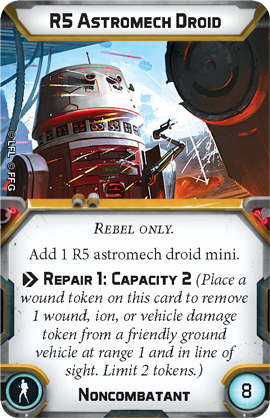 R5 ASTROMECH DROID
© LFL © FFG
REBEL ONLY.
Add 1 R5 astromech droid mini.
REPAIR 1: CAPACITY 2 (Place a
wound token on this card to remove
1 wound, ion, or vehicle damage
token from a friendly ground
vehicle at range 1 and in line of
sight. Limit 2 tokens.)
NONCOMBATANT
8